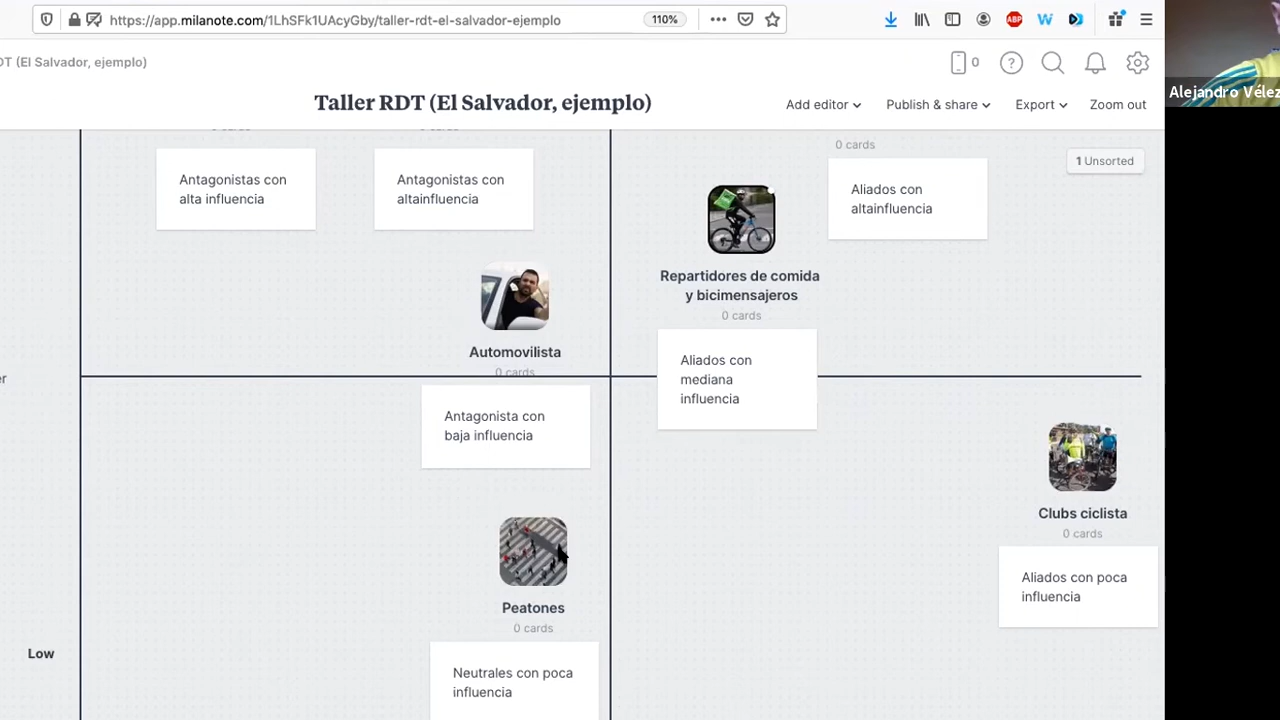 https://app.milanote.com/1LhSFk1UAcyGby/taller-rdt-el-salvador-ejemplo
110%
ABP
W
(El Salvador, ejemplo)
0
Taller RDT (El Salvador, ejemplo)
Add editor
Publish & share
Export
Zoom out
Alejandro
1 Unsorted
0 cards
Antagonistas con
alta influencia
Antagonistas con
altainfluencia
Aliados con
altainfluencia
Repartidores de comida
y bicimensajeros
0 cards
Automovilista
0 cards
Aliados con
mediana
influencia
Antagonista con
baja influencia
Clubs ciclista
0 cards
Aliados con poca
influencia
Peatones
0 cards
Low
Neutrales con poca
influencia